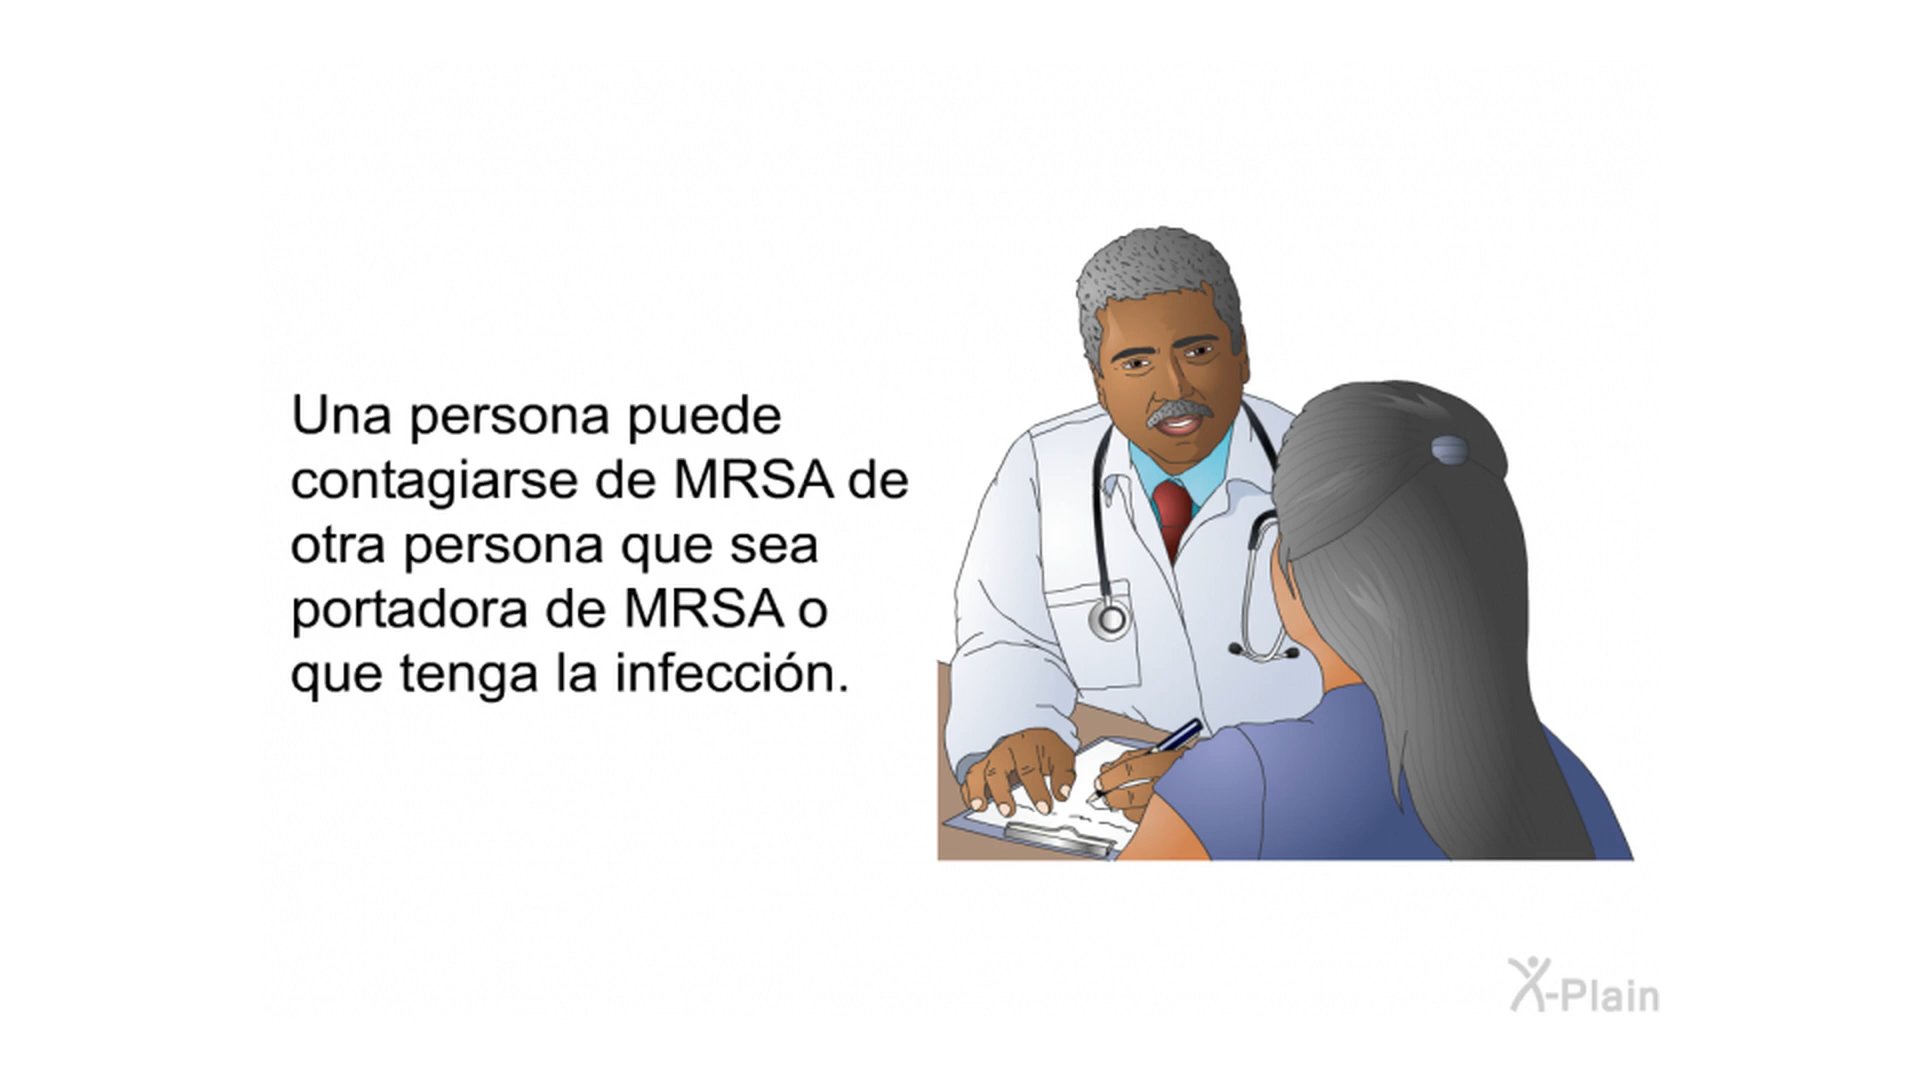 Una persona puede
contagiarse de MRSA de
otra persona que sea
portadora de MRSA o
que tenga la infección.
X-Plain